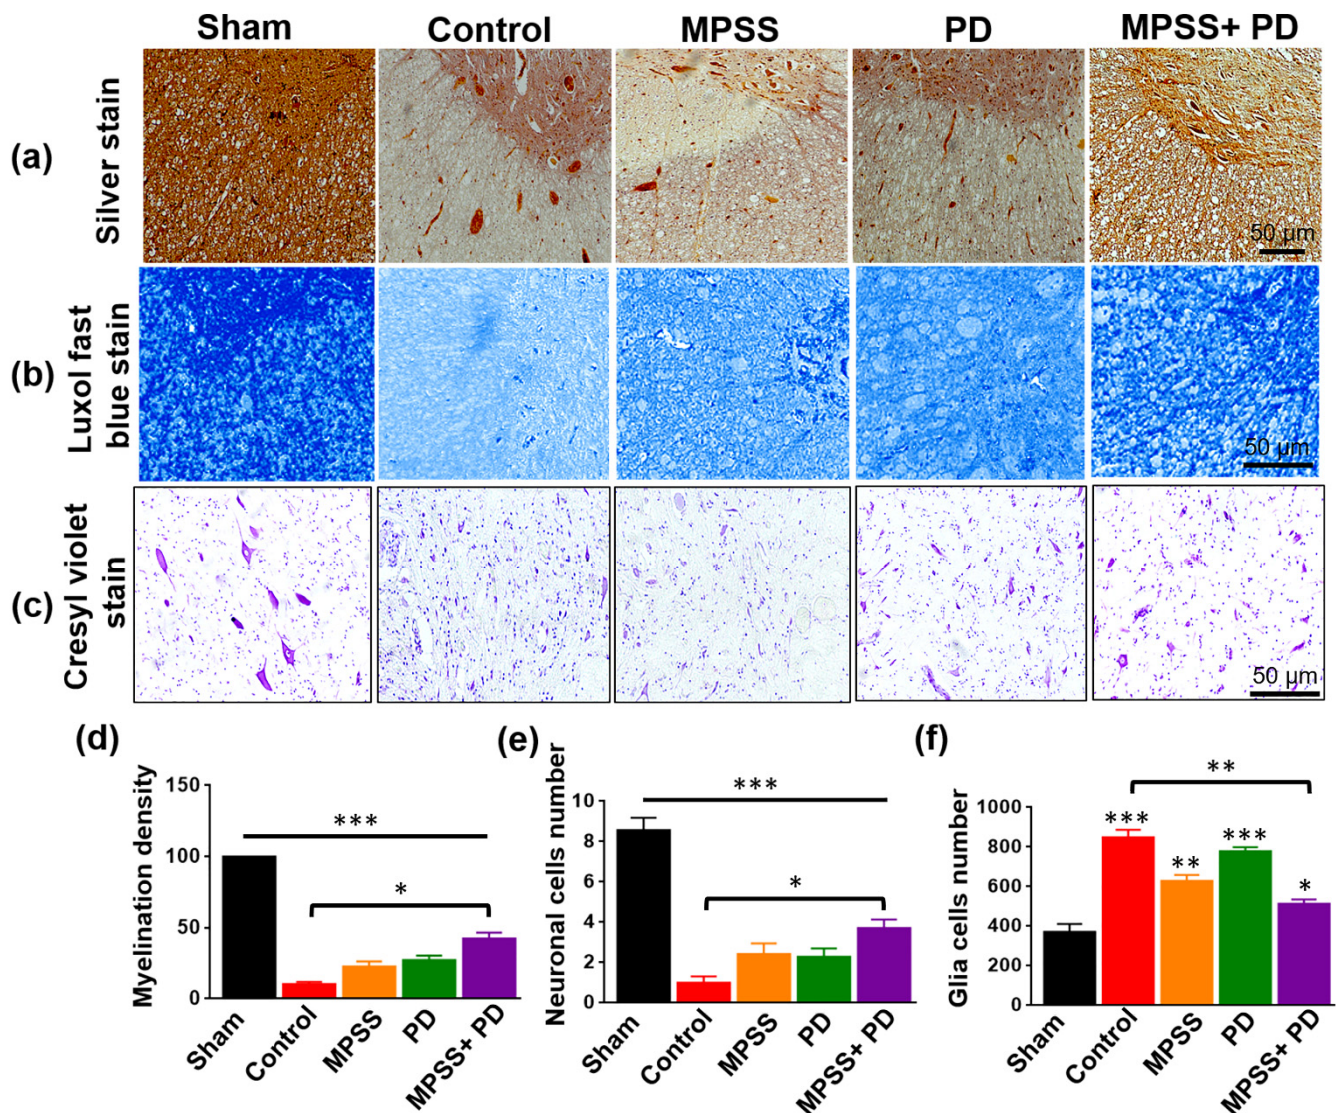 Sham Control MPSS PD MPSS+ PD
(a) Silver stain
50 µm
(b) Luxol fast
blue stain
50 µm
(c) Cresyl violet
stain
50 µm
(d)
Myelination density
150
100
50
0
***
*
Sham Control MPSS PD MPSS+ PD
(e)
Neuronal cells number
10
8
6
4
2
0
***
*
Sham Control MPSS PD MPSS+ PD
(f)
Glia cells number
1000
800
600
400
200
0
**
***
**
***
*
Sham Control MPSS PD MPSS+ PD